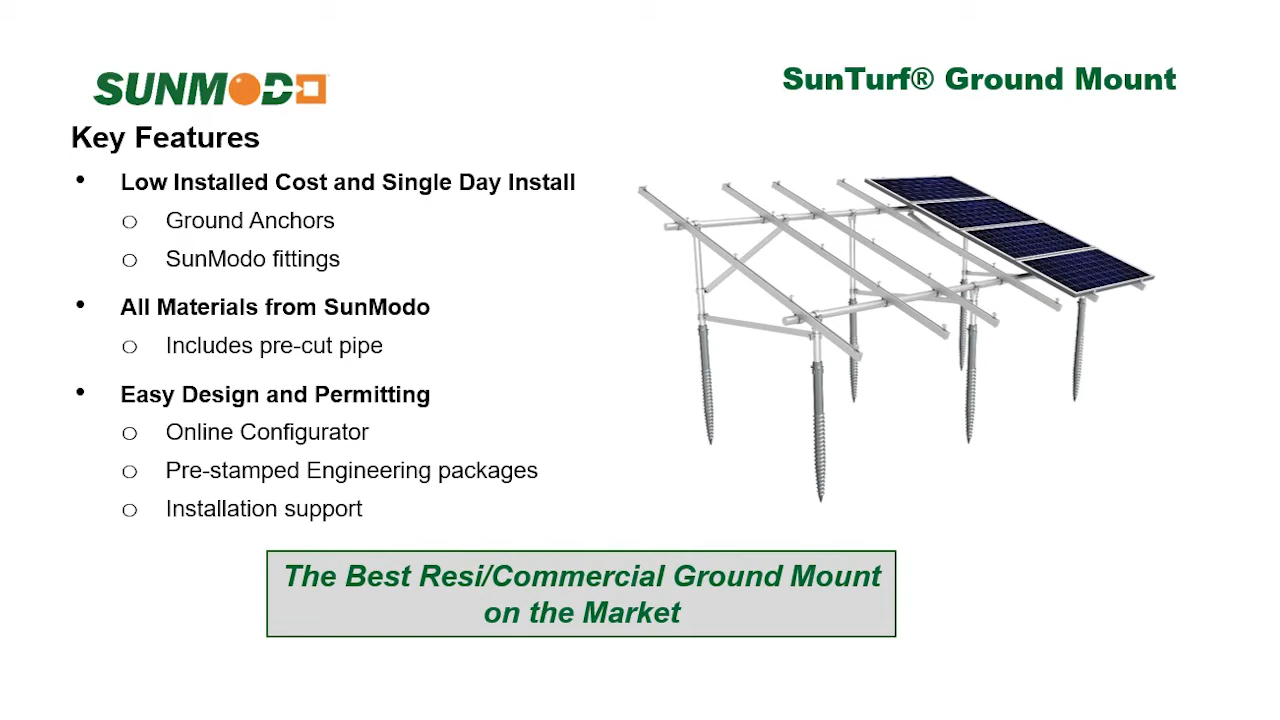 SUNMODO
SunTurf® Ground Mount
Key Features
• Low Installed Cost and Single Day Install
o Ground Anchors
o SunModo fittings
• All Materials from SunModo
o Includes pre-cut pipe
• Easy Design and Permitting
o Online Configurator
o Pre-stamped Engineering packages
o Installation support
The Best Resi/Commercial Ground Mount
on the Market